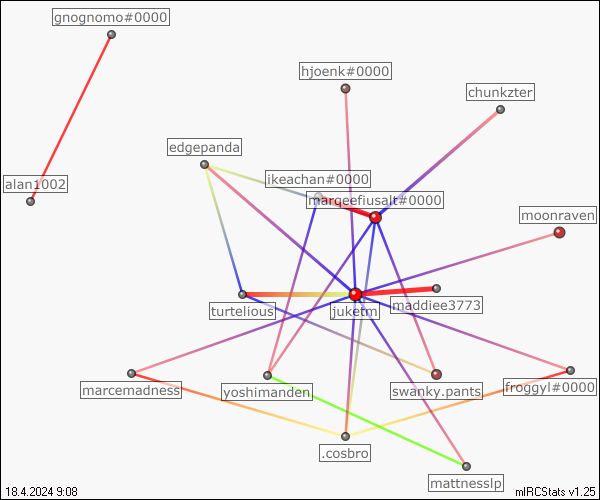 gnognomo#0000
hjoenk#0000
chunkzter
edgepanda
ikeachan#0000
alan1002
marqeefiusalt#0000
moonraven
maddiee3773
turtelious
juketm
marcemadness
yoshimanden
swanky.pants
froggyl#0000
.cosbro
mattnesslp
18.4.2024 9:08
mIRCStats v1.25